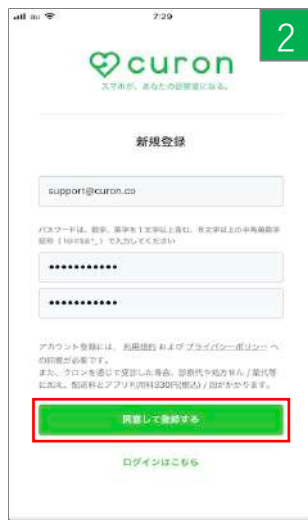 au
7:29
2
curon
スマホが、あなたの診察室になる。
新規登録
support@curon.co
パスワードは、数字、英字を1文字以上含む、8文字以上の半角英数字
で入力してください
•••••••••••
•••••••••••
アカウント登録には、利用規約 および プライバシーポリシー へ
の同意が必要です。
また、クロンを通じて受診した場合、診察代や処方せん / 薬代等
に加え、配送料とアプリ利用料330円(税込) / 回がかかります。
同意して登録する
ログインはこちら